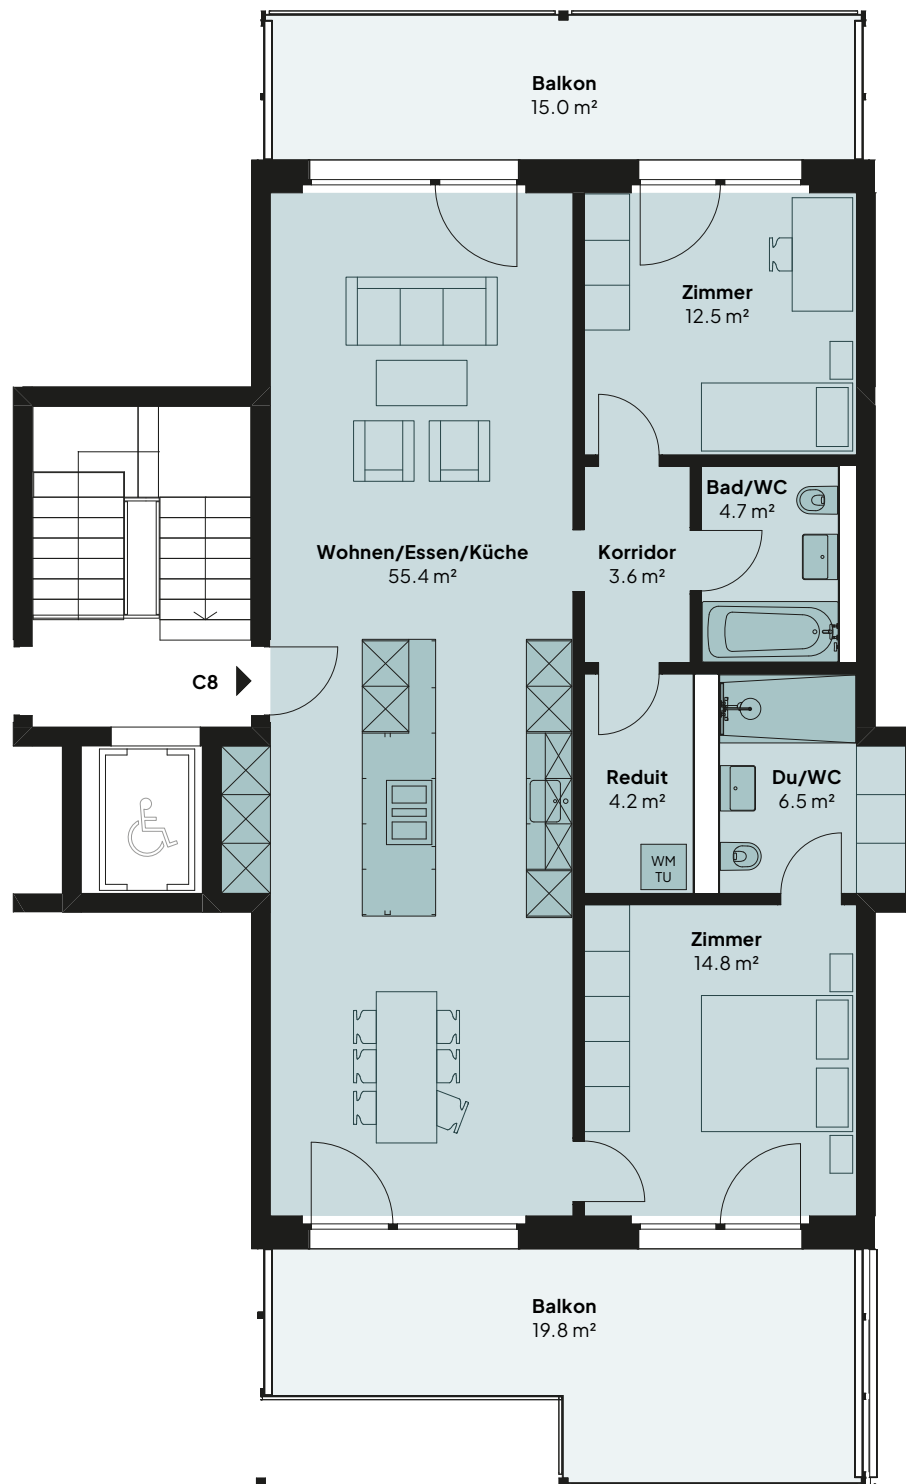 Balkon
15.0 m²
Zimmer
12.5 m²
Bad/WC
4.7 m²
Wohnen/Essen/Küche
55.4 m²
Korridor
3.6 m²
C8
Reduit
4.2 m²
Du/WC
6.5 m²
WM
TU
Zimmer
14.8 m²
Balkon
19.8 m²